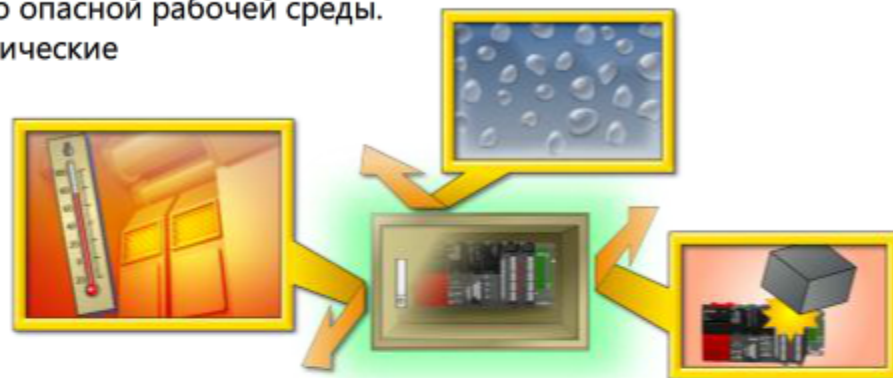 о опасной рабочей среды.
ические